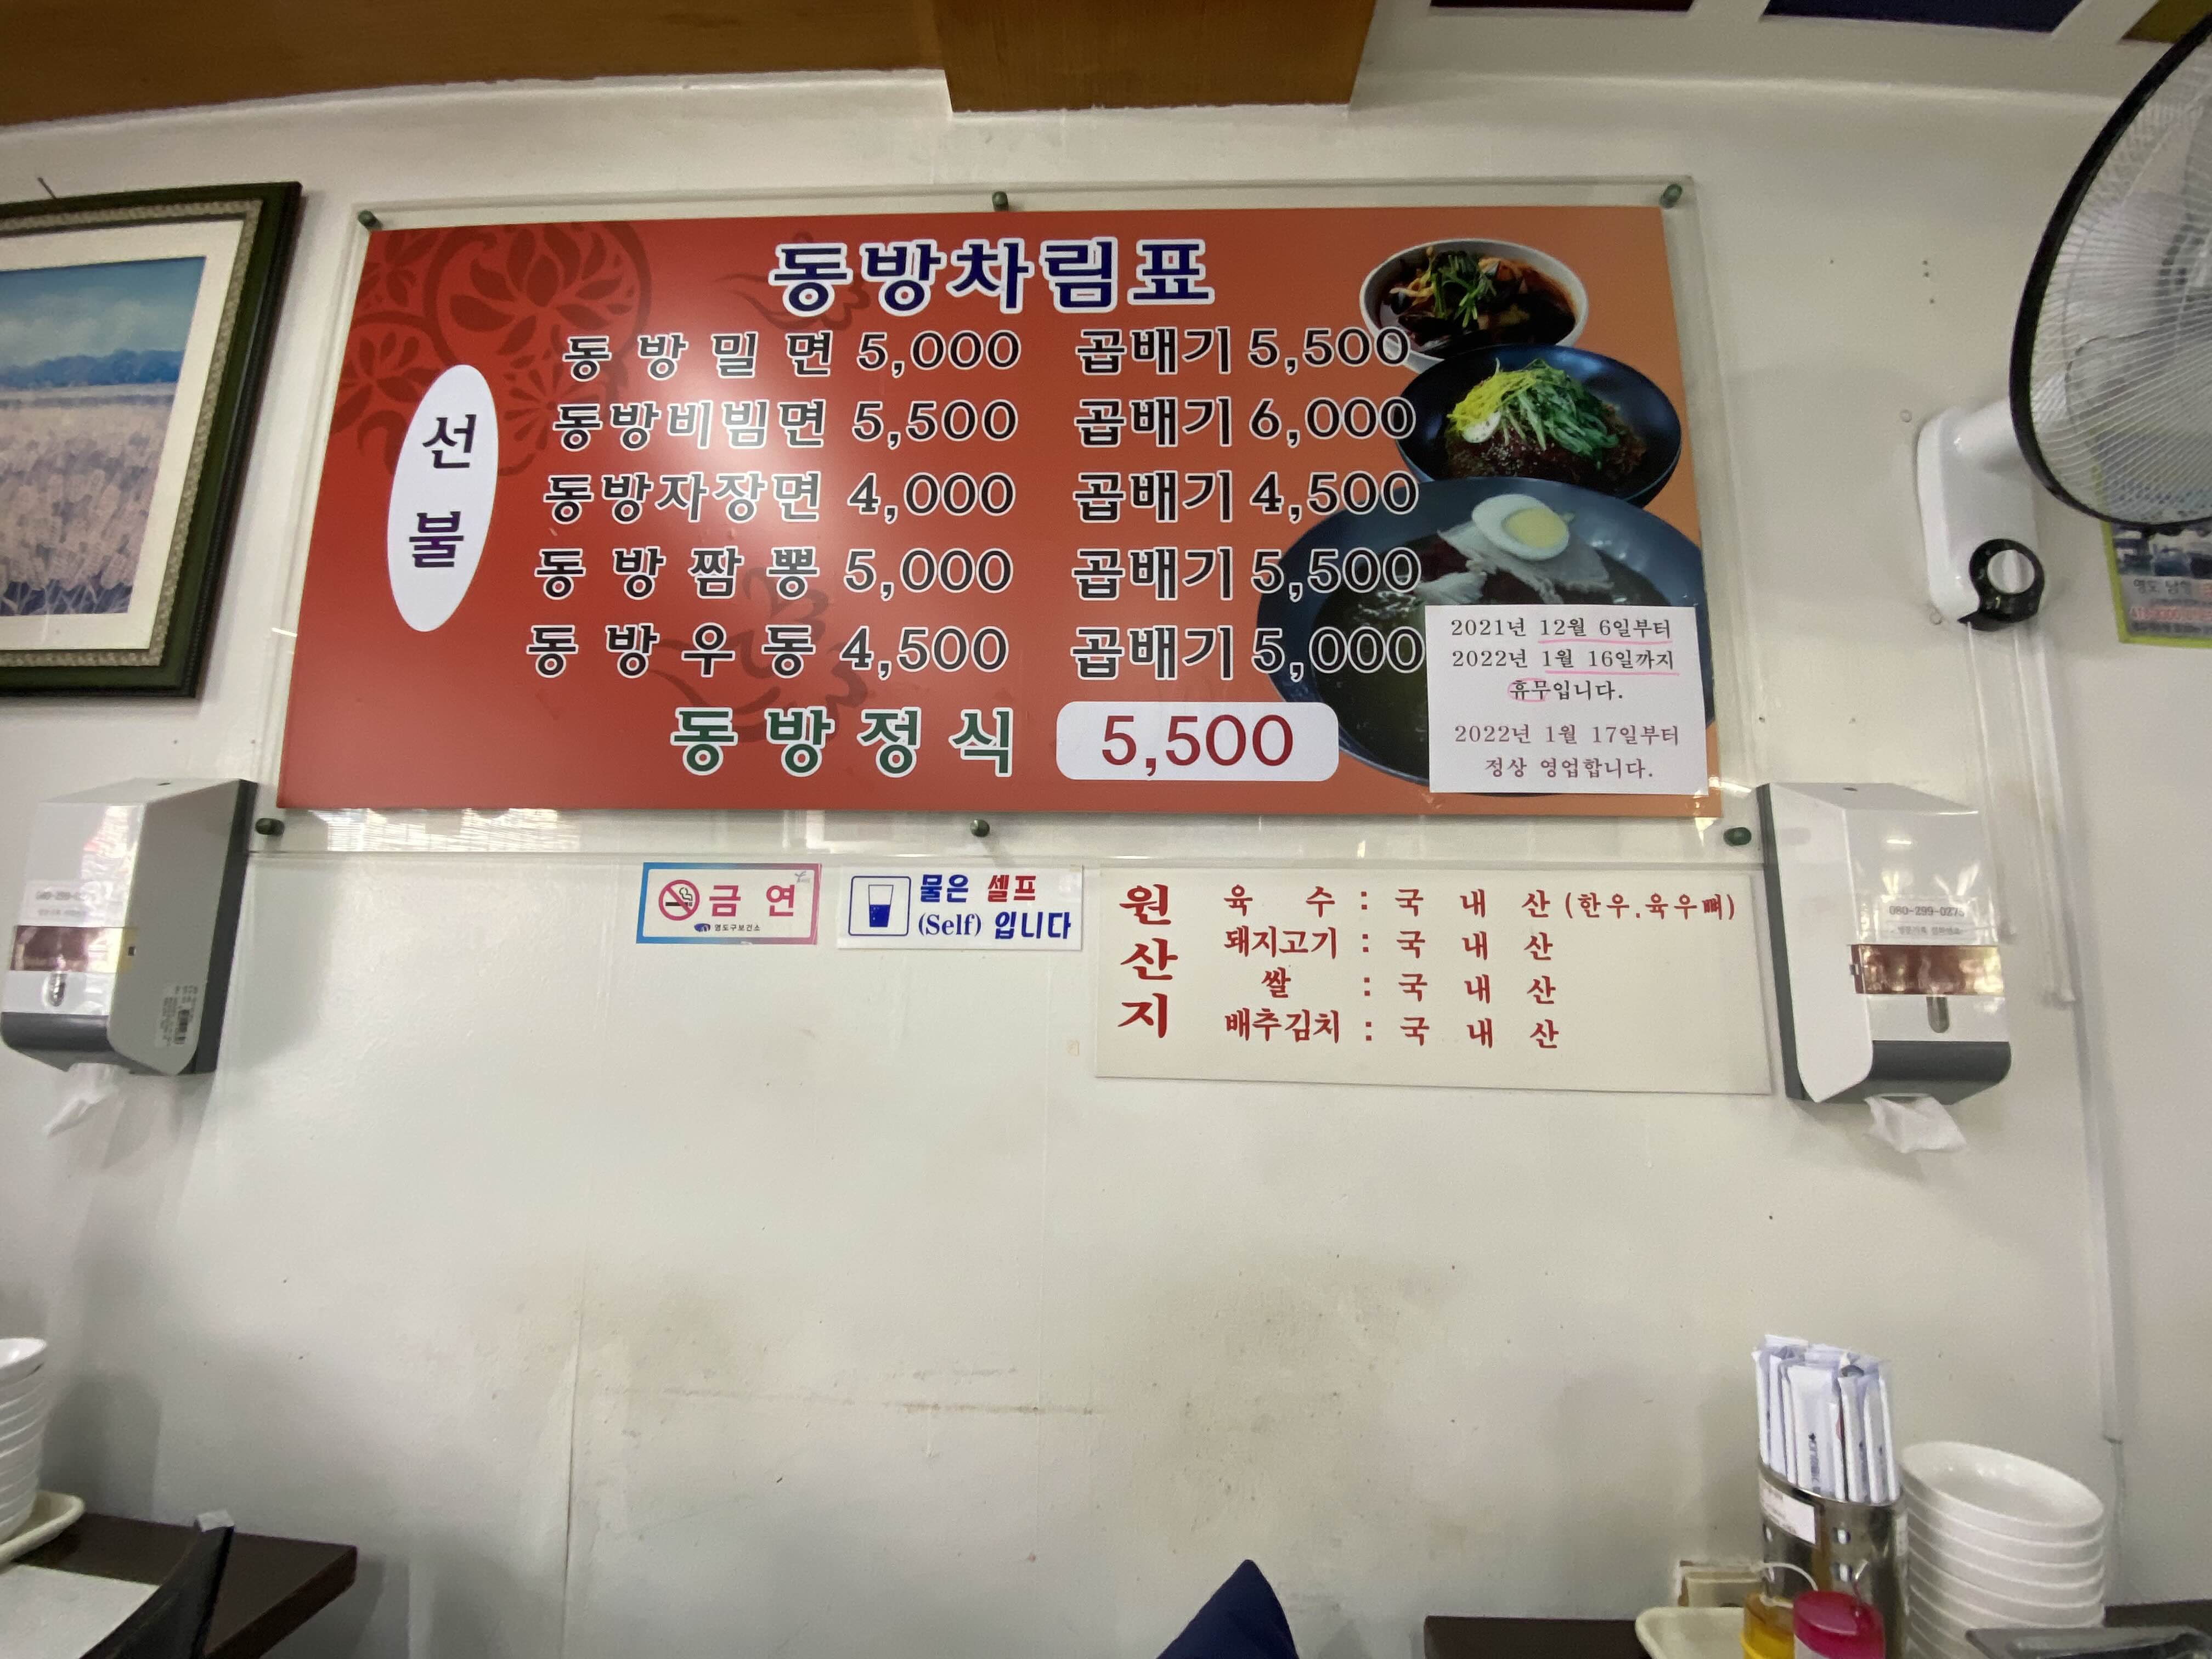 동방차림표
선불
동방밀면 5,000 곱배기 5,500
동방비빔면 5,500 곱배기 6,000
동방자장면 4,000 곱배기 4,500
동방짬뽕 5,000 곱배기 5,500
동방우동 4,500 곱배기 5,000
동방정식 5,500
2021년 12월 6일부터
2022년 1월 16일까지
휴무입니다.
2022년 1월 17일부터
정상 영업합니다.
금연
영도구보건소
물은 셀프
(Self) 입니다
원산지
육수 : 국내산 (한우.육우뼈)
돼지고기 : 국내산
쌀 : 국내산
배추김치 : 국내산